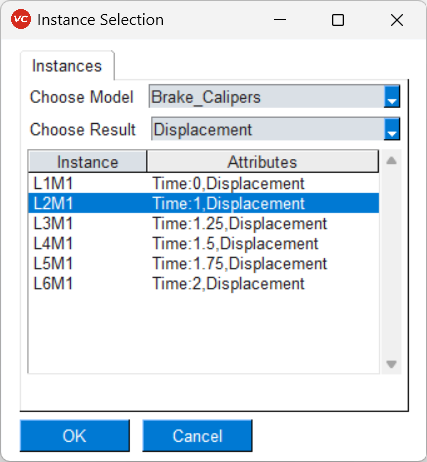 VC Instance Selection
Instances
Choose Model Brake_Calipers
Choose Result Displacement
Instance Attributes
L1M1 Time:0,Displacement
L2M1 Time:1,Displacement
L3M1 Time:1.25,Displacement
L4M1 Time:1.5,Displacement
L5M1 Time:1.75,Displacement
L6M1 Time:2,Displacement
OK Cancel